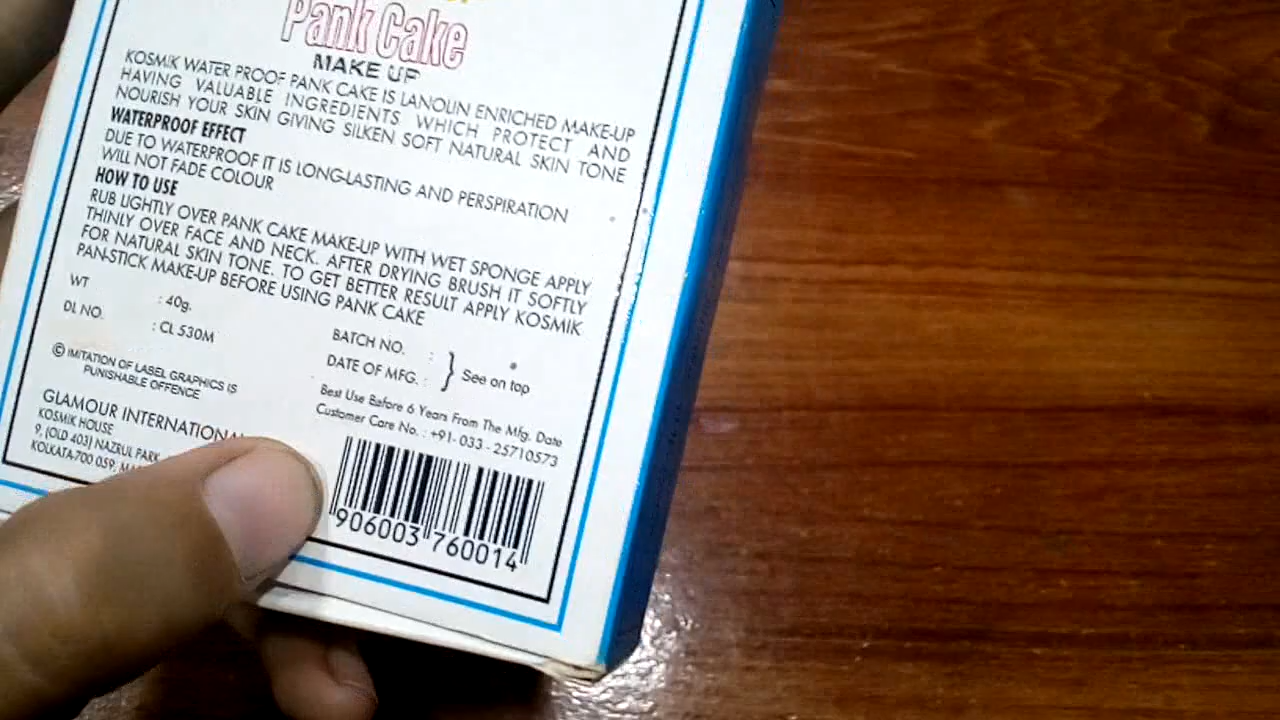 Pank Cake
MAKE UP
KOSMIK WATER PROOF PANK CAKE IS LANOLIN ENRICHED MAKE-UP
HAVING VALUABLE INGREDIENTS WHICH PROTECT AND
NOURISH YOUR SKIN GIVING SILKEN SOFT NATURAL SKIN TONE
WATERPROOF EFFECT
DUE TO WATERPROOF IT IS LONG-LASTING AND PERSPIRATION
WILL NOT FADE COLOUR
HOW TO USE
RUB LIGHTLY OVER PANK CAKE MAKE-UP WITH WET SPONGE APPLY
THINLY OVER FACE AND NECK. AFTER DRYING BRUSH IT SOFTLY
FOR NATURAL SKIN TONE. TO GET BETTER RESULT APPLY KOSMIK
PAN-STICK MAKE-UP BEFORE USING PANK CAKE
WT : 40g.
DL NO. : CL 530M
BATCH NO. :
DATE OF MFG. : } See on top
© IMITATION OF LABEL GRAPHICS IS
PUNISHABLE OFFENCE
Best Use Before 6 Years From The Mfg. Date
Customer Care No. : +91- 033 - 25710573
GLAMOUR INTERNATIONAL
KOSMIK HOUSE
9, (OLD 403) NAZRUL PARK
KOLKATA-700 059,
906003 760014